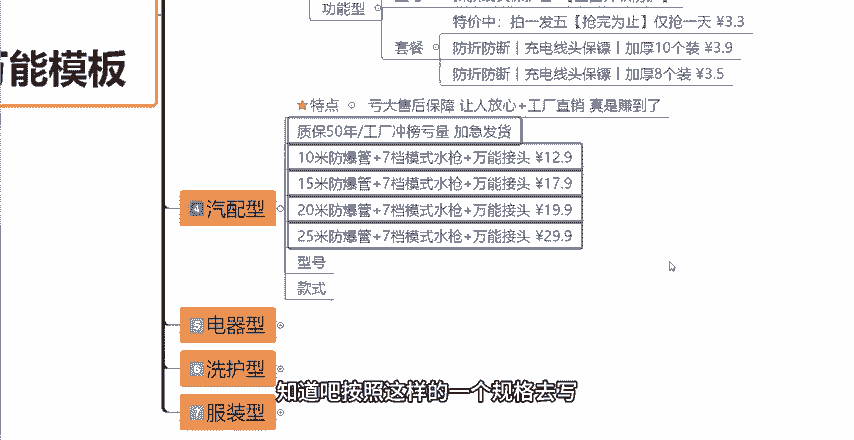 功能型
特价中：拍一发五【抢完为止】仅抢一天 ¥3.3
套餐
防折防断丨充电线头保镖丨加厚10个装 ¥3.9
防折防断丨充电线头保镖丨加厚8个装 ¥3.5
能模板
特点
亏大售后保障 让人放心+工厂直销 真是赚到了
质保50年/工厂冲榜亏量 加急发货
10米防爆管+7档模式水枪+万能接头 ¥12.9
15米防爆管+7档模式水枪+万能接头 ¥17.9
4 汽配型
20米防爆管+7档模式水枪+万能接头 ¥19.9
25米防爆管+7档模式水枪+万能接头 ¥29.9
型号
款式
5 电器型
6 洗护型
知道吧按照这样的一个规格去写
7 服装型